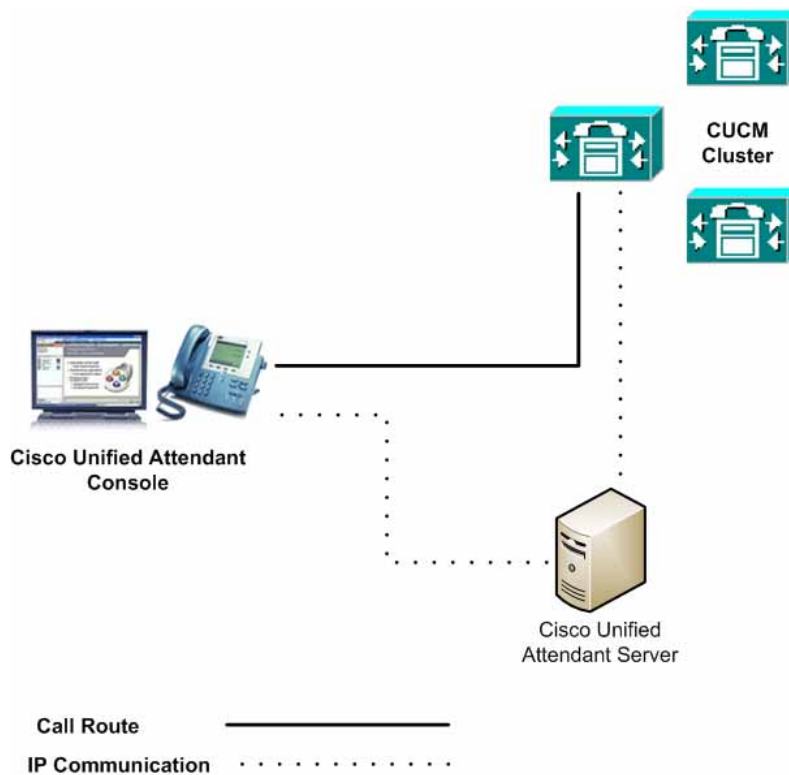 CUCM
Cluster
Cisco Unified Attendant
Console
Cisco Unified
Attendant Server
Call Route
IP Communication